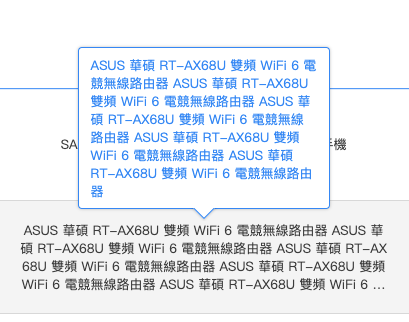 ASUS 華碩 RT-AX68U 雙頻 WiFi 6 電
競無線路由器 ASUS 華碩 RT-AX68U
雙頻 WiFi 6 電競無線路由器 ASUS 華
碩 RT-AX68U 雙頻 WiFi 6 電競無線
路由器 ASUS 華碩 RT-AX68U 雙頻
WiFi 6 電競無線路由器 ASUS 華碩
RT-AX68U 雙頻 WiFi 6 電競無線路由
器
SA
機
ASUS 華碩 RT-AX68U 雙頻 WiFi 6 電競無線路由器 ASUS 華
碩 RT-AX68U 雙頻 WiFi 6 電競無線路由器 ASUS 華碩 RT-AX
68U 雙頻 WiFi 6 電競無線路由器 ASUS 華碩 RT-AX68U 雙頻
WiFi 6 電競無線路由器 ASUS 華碩 RT-AX68U 雙頻 WiFi 6 ...